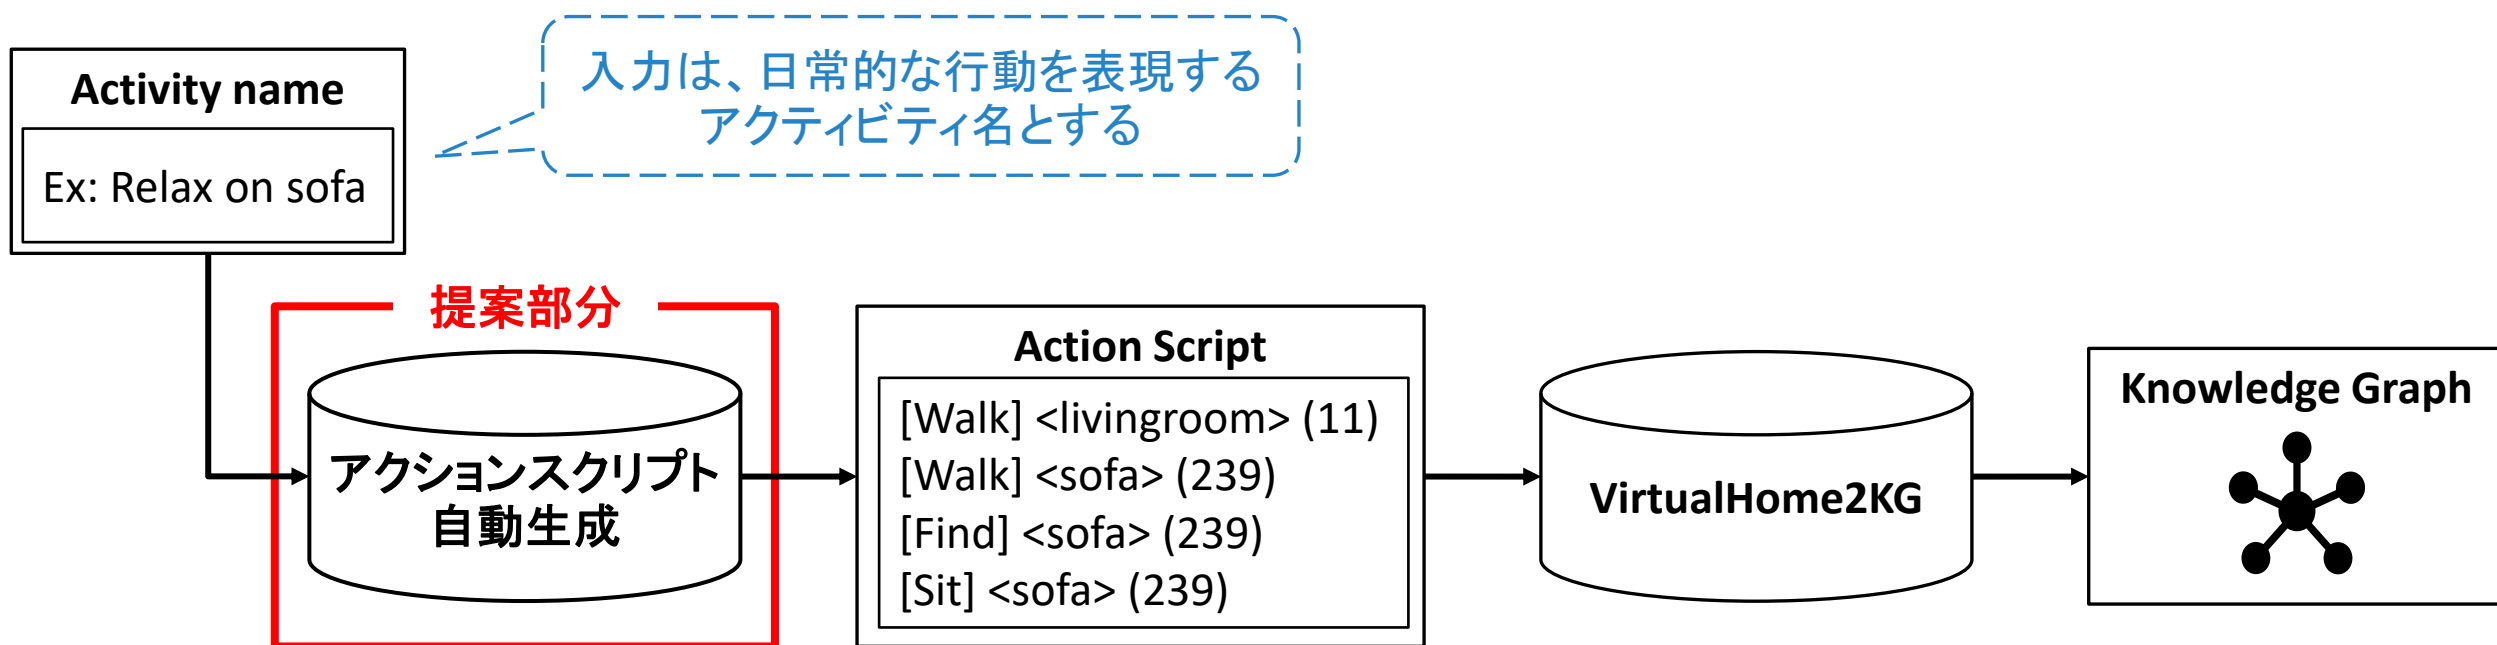 Activity name
Ex: Relax on sofa
入力は、日常的な行動を表現する
アクティビティ名とする
提案部分
アクションスクリプト
自動生成
Action Script
[Walk] <livingroom> (11)
[Walk] <sofa> (239)
[Find] <sofa> (239)
[Sit] <sofa> (239)
VirtualHome2KG
Knowledge Graph